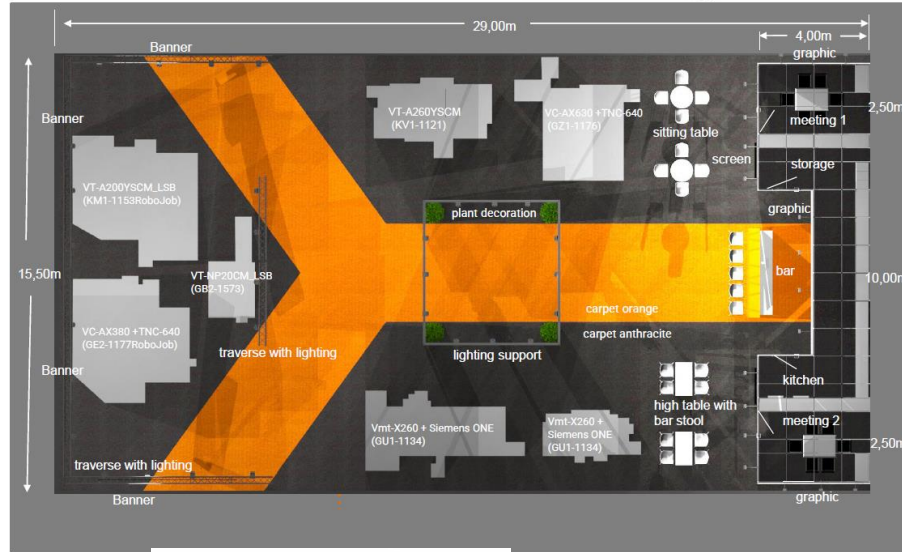 29,00m
4,00m
Banner
graphic
Banner
VT-A260YSCM
(KV1-1121)
VC-AX630 +TNC-640
(GZ1-1176)
meeting 1
2,50m
sitting table
screen
storage
VT-A200YSCM_LSB
(KM1-1153RoboJob)
graphic
plant decoration
15,50m
VT-NP20CM_LSB
(GB2-1573)
bar
10,00m
VC-AX380 +TNC-640
(GE2-1177RoboJob)
carpet orange
carpet anthracite
traverse with lighting
lighting support
Banner
kitchen
high table with
bar stool
meeting 2
Vmt-X260 + Siemens ONE
(GU1-1134)
Vmt-X260 +
Siemens ONE
(GU1-1134)
2,50m
traverse with lighting
Banner
graphic